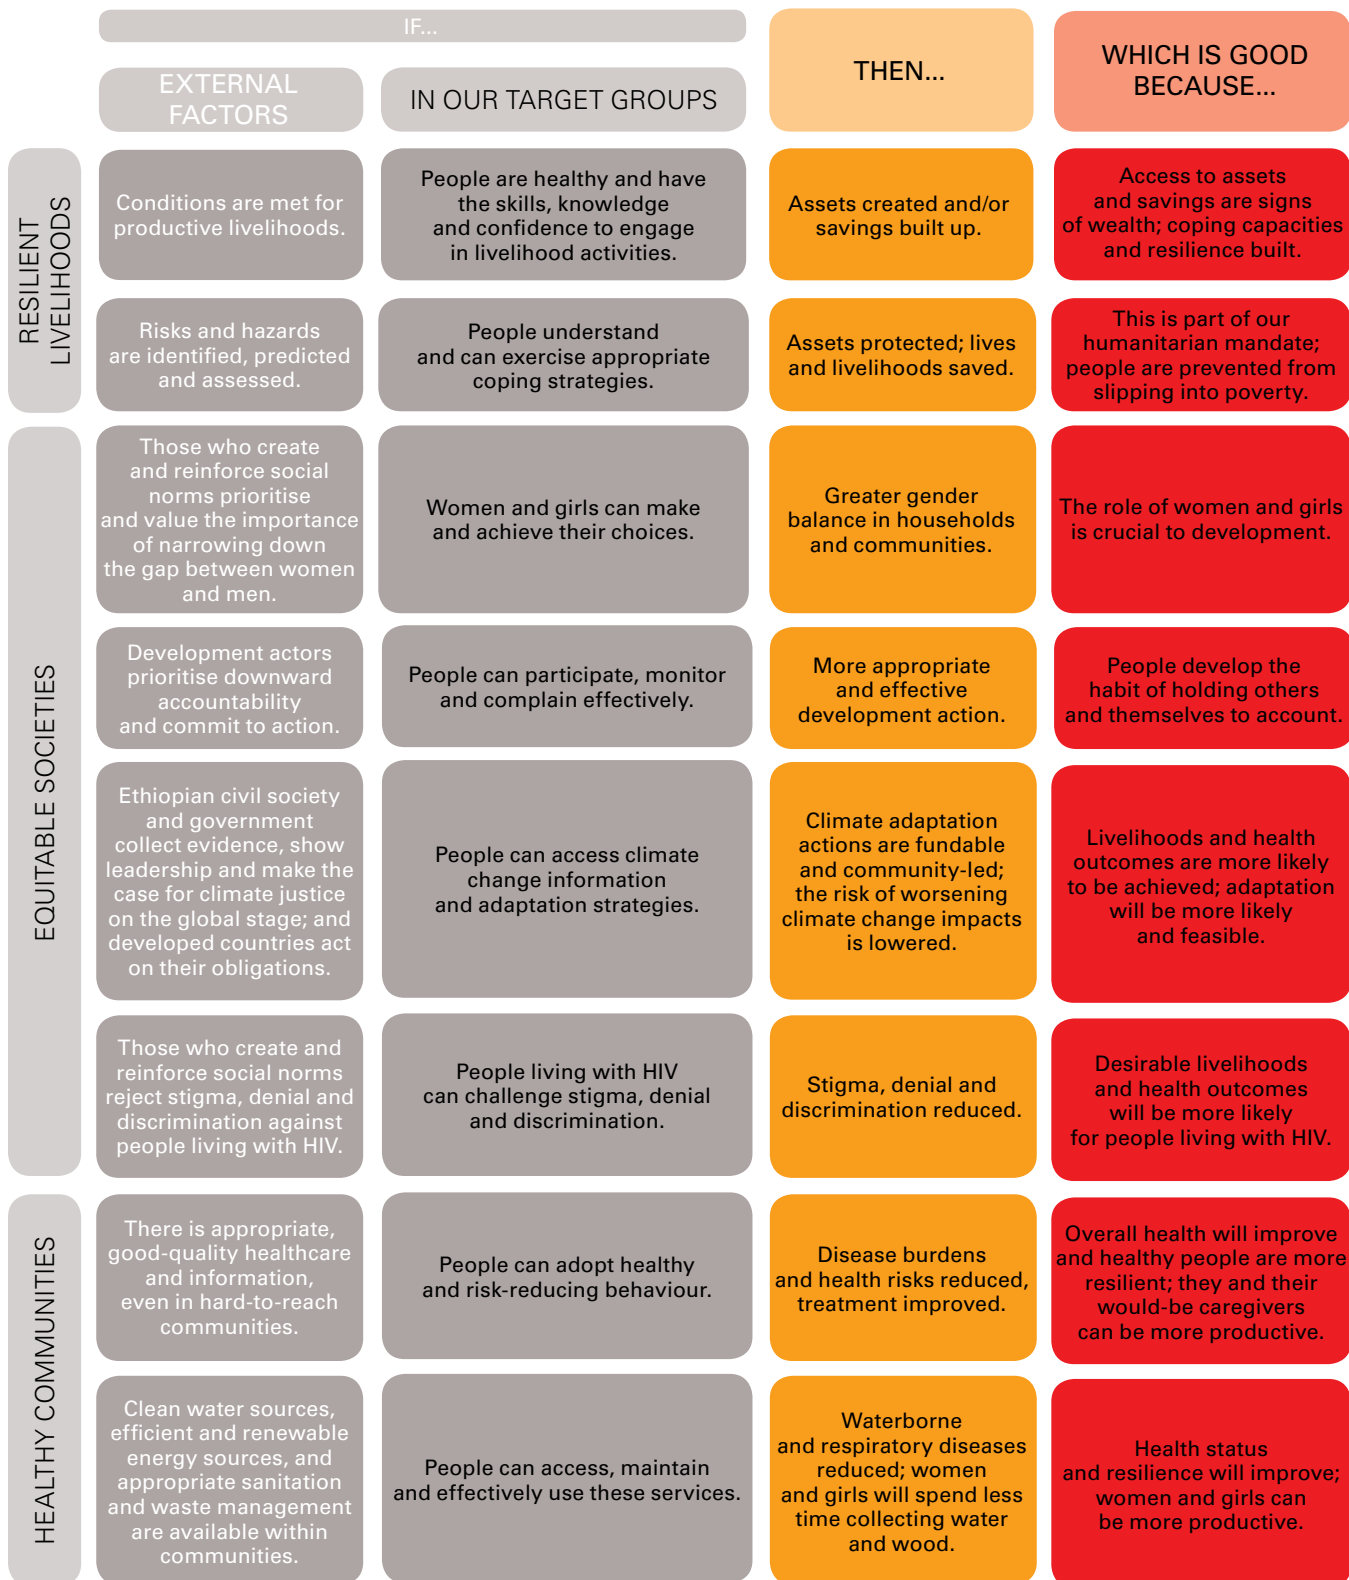 IF...
EXTERNAL
FACTORS
IN OUR TARGET GROUPS
THEN...
WHICH IS GOOD
BECAUSE...
RESILIENT
LIVELIHOODS
Conditions are met for
productive livelihoods.
People are healthy and have
the skills, knowledge
and confidence to engage
in livelihood activities.
Assets created and/or
savings built up.
Access to assets
and savings are signs
of wealth; coping capacities
and resilience built.
Risks and hazards
are identified, predicted
and assessed.
People understand
and can exercise appropriate
coping strategies.
Assets protected; lives
and livelihoods saved.
This is part of our
humanitarian mandate;
people are prevented from
slipping into poverty.
EQUITABLE SOCIETIES
Those who create
and reinforce social
norms prioritise
and value the importance
of narrowing down
the gap between women
and men.
Women and girls can make
and achieve their choices.
Greater gender
balance in households
and communities.
The role of women and girls
is crucial to development.
Development actors
prioritise downward
accountability
and commit to action.
People can participate, monitor
and complain effectively.
More appropriate
and effective
development action.
People develop the
habit of holding others
and themselves to account.
Ethiopian civil society
and government
collect evidence, show
leadership and make the
case for climate justice
on the global stage; and
developed countries act
on their obligations.
People can access climate
change information
and adaptation strategies.
Climate adaptation
actions are fundable
and community-led;
the risk of worsening
climate change impacts
is lowered.
Livelihoods and health
outcomes are more likely
to be achieved; adaptation
will be more likely
and feasible.
Those who create and
reinforce social norms
reject stigma, denial and
discrimination against
people living with HIV.
People living with HIV
can challenge stigma, denial
and discrimination.
Stigma, denial and
discrimination reduced.
Desirable livelihoods
and health outcomes
will be more likely
for people living with HIV.
HEALTHY COMMUNITIES
There is appropriate,
good-quality healthcare
and information,
even in hard-to-reach
communities.
People can adopt healthy
and risk-reducing behaviour.
Disease burdens
and health risks reduced,
treatment improved.
Overall health will improve
and healthy people are more
resilient; they and their
would-be caregivers
can be more productive.
Clean water sources,
efficient and renewable
energy sources, and
appropriate sanitation
and waste management
are available within
communities.
People can access, maintain
and effectively use these services.
Waterborne
and respiratory diseases
reduced; women
and girls will spend less
time collecting water
and wood.
Health status
and resilience will improve;
women and girls can
be more productive.